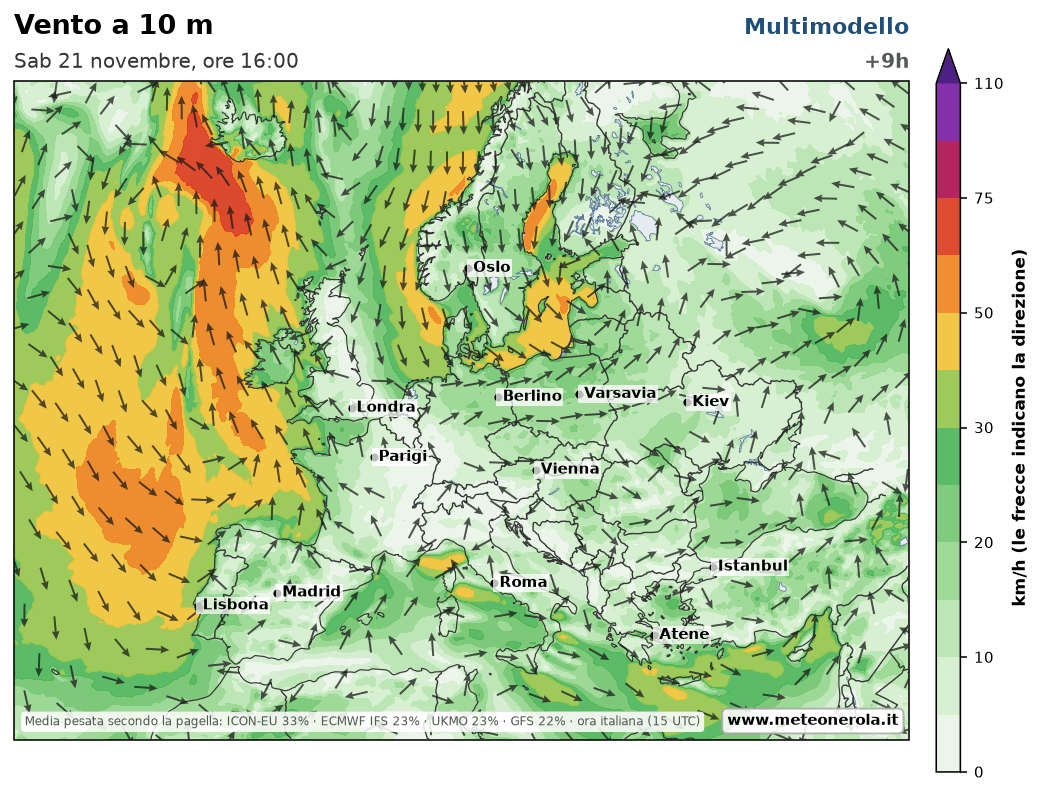 Vento a 10 m
Multimodello
Sab 21 novembre, ore 16:00
+9h
110
75
50
30
20
10
0
km/h (le frecce indicano la direzione)
Oslo
Berlino
Varsavia
Kiev
Londra
Parigi
Vienna
Istanbul
Roma
Madrid
Lisbona
Atene
Media pesata secondo la pagella: ICON-EU 33% · ECMWF IFS 23% · UKMO 23% · GFS 22% · ora italiana (15 UTC)
www.meteonerola.it